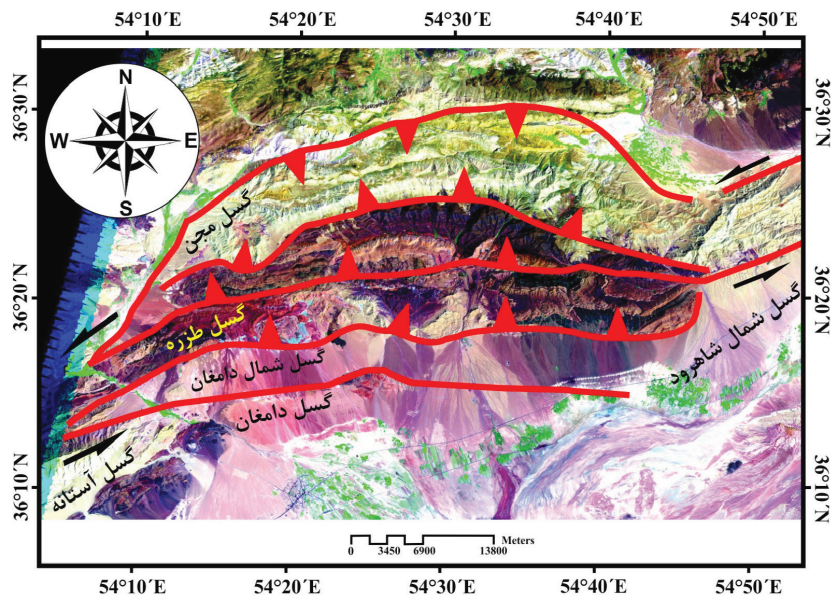 54°10´E 54°20´E 54°30´E 54°40´E 54°50´E
36°30´N 36°30´N
36°20´N 36°20´N
36°10´N 36°10´N
N
W E
S
گسل مجن
گسل طزره
گسل شمال دامغان
گسل دامغان
گسل آستانه
گسل شمال شاهرود
Meters
0 3450 6900 13800
54°10´E 54°20´E 54°30´E 54°40´E 54°50´E